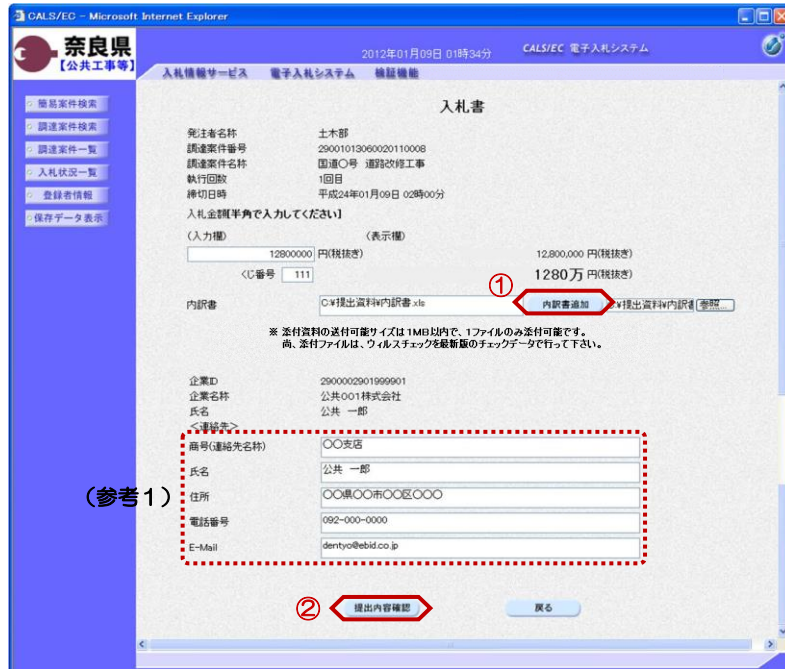 CALS/EC - Microsoft Internet Explorer
奈良県
【公共工事等】
2012年01月09日 01時34分
CALS/EC 電子入札システム
入札情報サービス 電子入札システム 検証機能
簡易案件検索
調達案件検索
調達案件一覧
入札状況一覧
登録者情報
保存データ表示
入札書
発注者名称 土木部
調達案件番号 29001013060020110008
調達案件名称 国道〇号 道路改修工事
執行回数 1回目
締切日時 平成24年01月09日 02時00分
入札金額【半角で入力してください】
(入力欄) (表示欄)
12800000 円(税抜き) 12,800,000 円(税抜き)
くじ番号 111 1280万 円(税抜き)
①
内訳書 C:¥提出資料¥内訳書.xls 内訳書追加 ¥提出資料¥内訳書 参照...
※ 添付資料の送付可能サイズは1MB以内で、1ファイルのみ添付可能です。
尚、添付ファイルは、ウィルスチェックを最新版のチェックデータで行って下さい。
企業ID 2900002901999901
企業名称 公共001株式会社
氏名 公共 一郎
<連絡先>
商号(連絡先名称) 〇〇支店
氏名 公共 一郎
(参考1)
住所 〇〇県〇〇市〇〇区〇〇〇
電話番号 092-000-0000
E-Mail dentyo@ebid.co.jp
②
提出内容確認 戻る